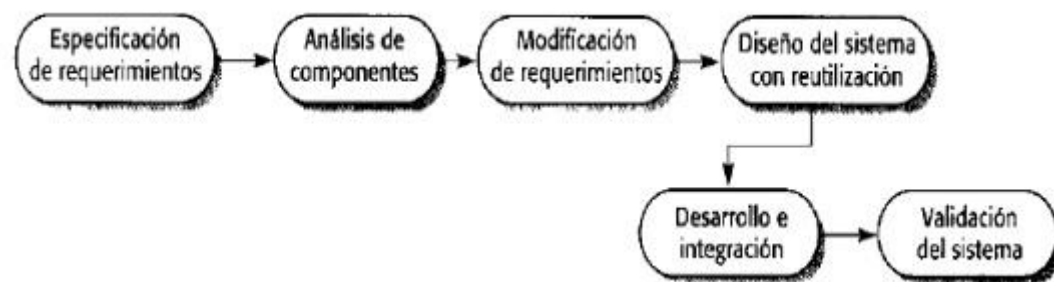 Especificación
de requerimientos
Análisis de
componentes
Modificación
de requerimientos
Diseño del sistema
con reutilización
Desarrollo e
integración
Validación
del sistema